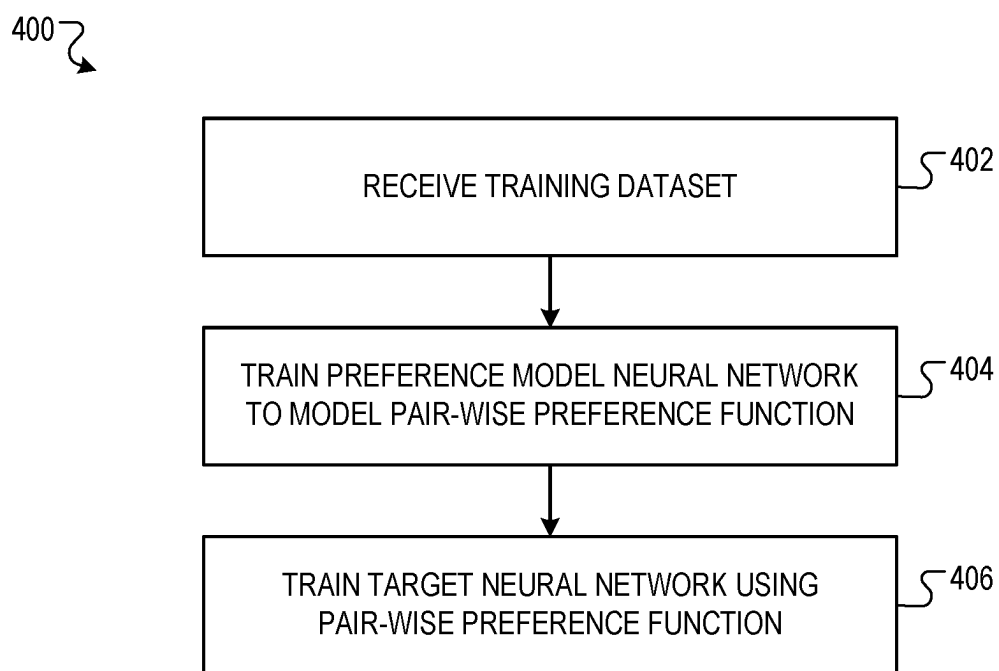 400
RECEIVE TRAINING DATASET
402
TRAIN PREFERENCE MODEL NEURAL NETWORK
TO MODEL PAIR-WISE PREFERENCE FUNCTION
404
TRAIN TARGET NEURAL NETWORK USING
PAIR-WISE PREFERENCE FUNCTION
406